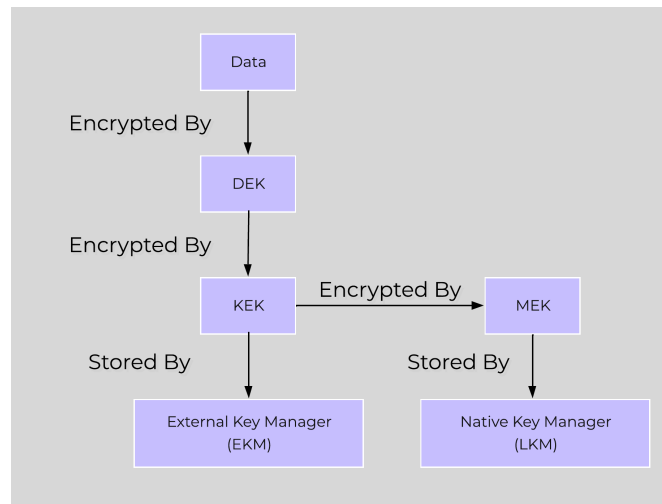 Data
Encrypted By
DEK
Encrypted By
KEK
Encrypted By
MEK
Stored By
Stored By
External Key Manager
(EKM)
Native Key Manager
(LKM)